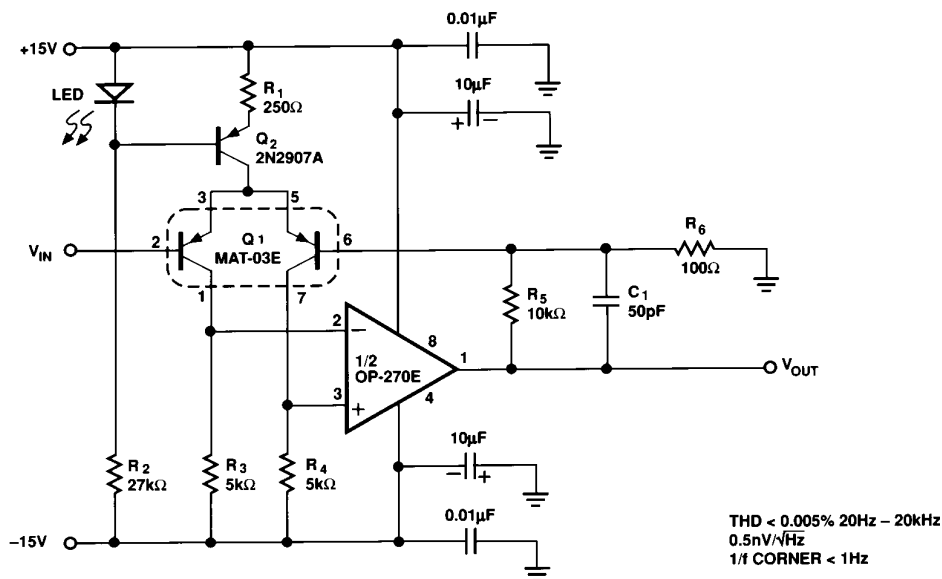 0.01µF
+15V
LED
R1
250Ω
10µF
+ −
Q2
2N2907A
3 5
VIN
2
Q1
MAT-03E
6
R6
100Ω
1 7
R5
10kΩ
C1
50pF
2
−
8
1/2
OP-270E
1
VOUT
3
+
4
R2
27kΩ
R3
5kΩ
R4
5kΩ
10µF
− +
0.01µF
−15V
THD < 0.005% 20Hz – 20kHz
0.5nV/√Hz
1/f CORNER < 1Hz